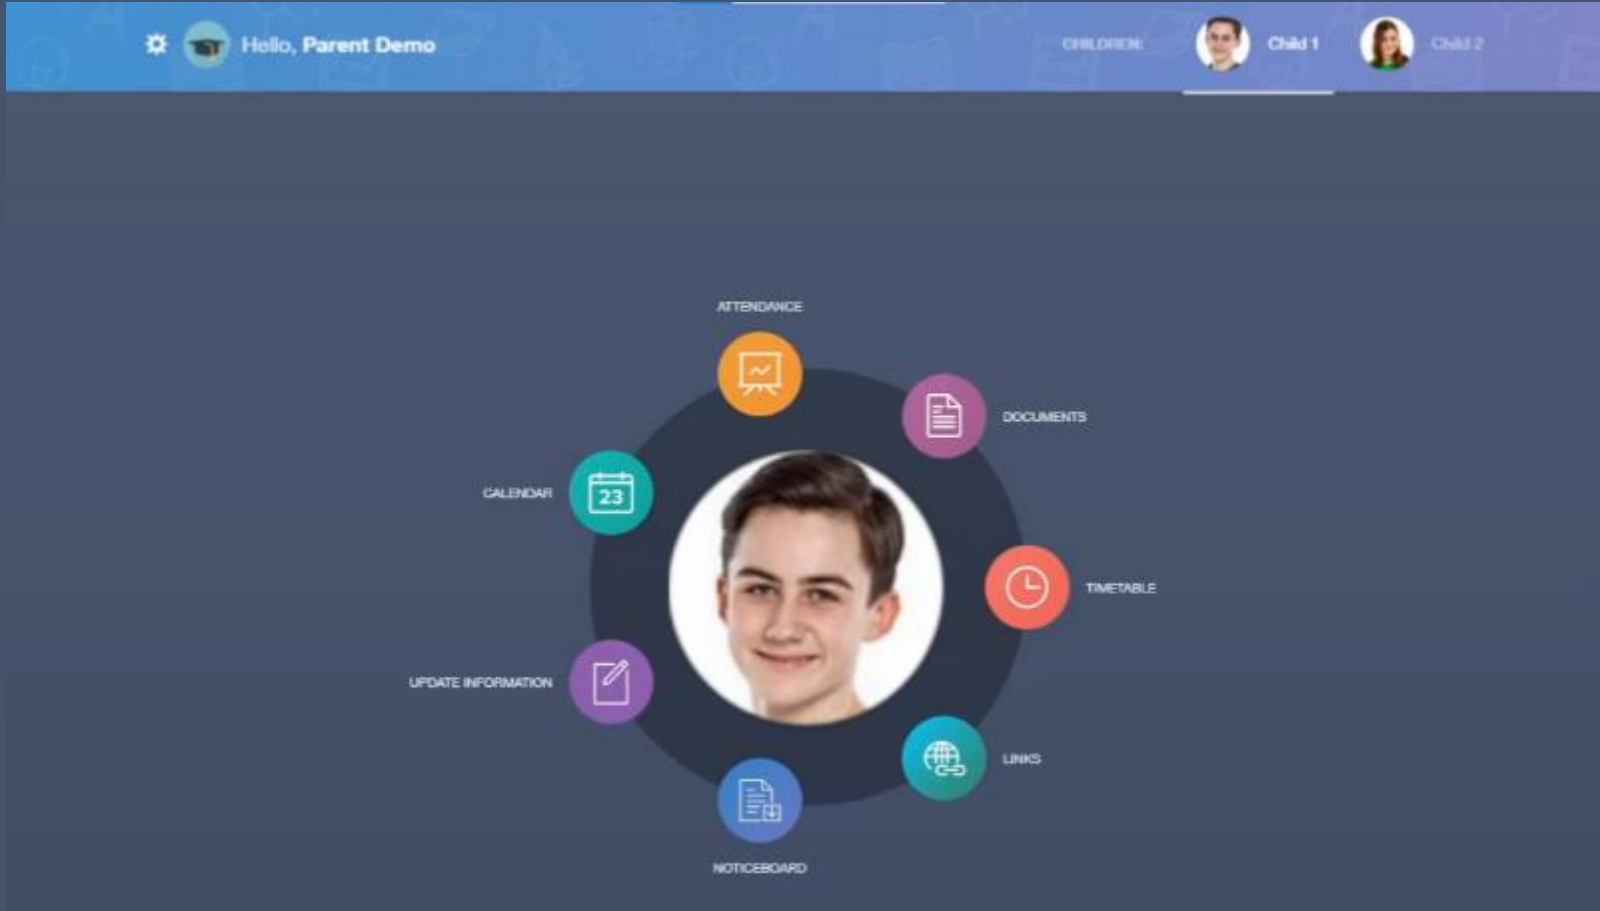 Hello, Parent Demo
CHILDREN:
Child 1
Child 2
ATTENDANCE
DOCUMENTS
CALENDAR
23
TIMETABLE
UPDATE INFORMATION
LINKS
NOTICEBOARD